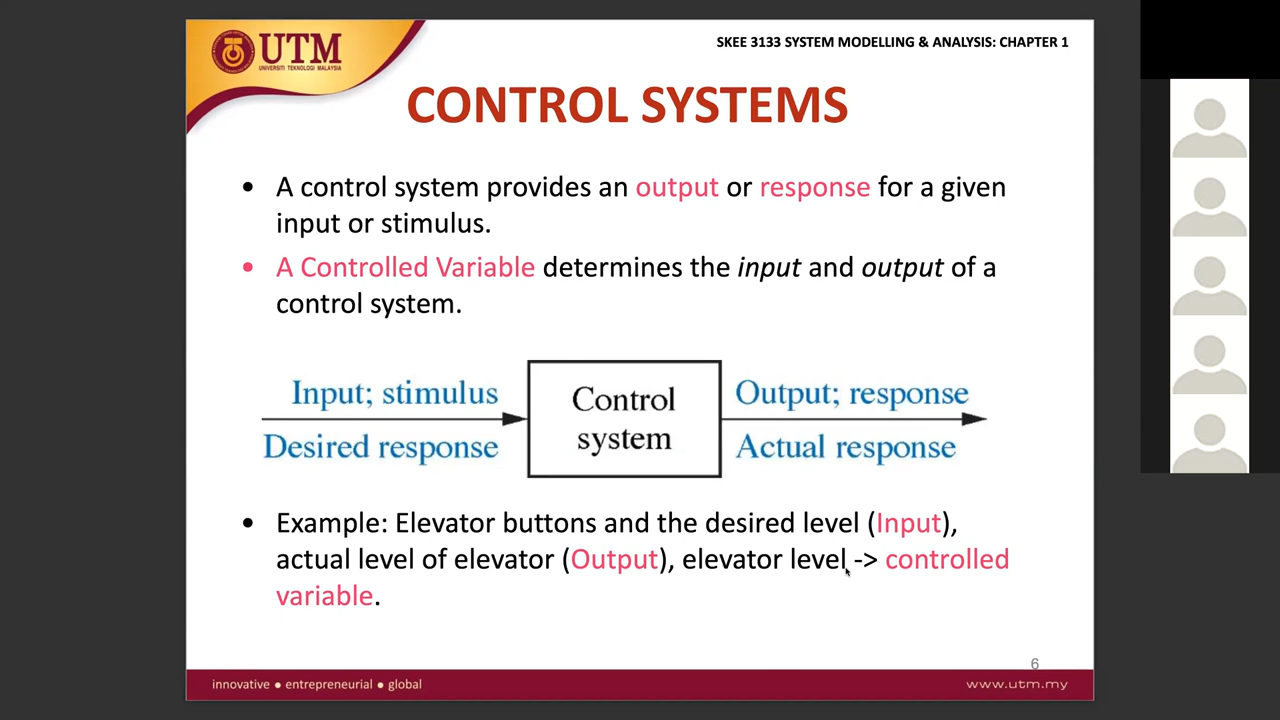 UTM
UNIVERSITI TEKNOLOGI MALAYSIA
SKEE 3133 SYSTEM MODELLING & ANALYSIS: CHAPTER 1
CONTROL SYSTEMS
• A control system provides an output or response for a given
input or stimulus.
• A Controlled Variable determines the input and output of a
control system.
Input; stimulus
Desired response
Control
system
Output; response
Actual response
• Example: Elevator buttons and the desired level (Input),
actual level of elevator (Output), elevator level -> controlled
variable.
6
innovative ● entrepreneurial ● global
www.utm.my